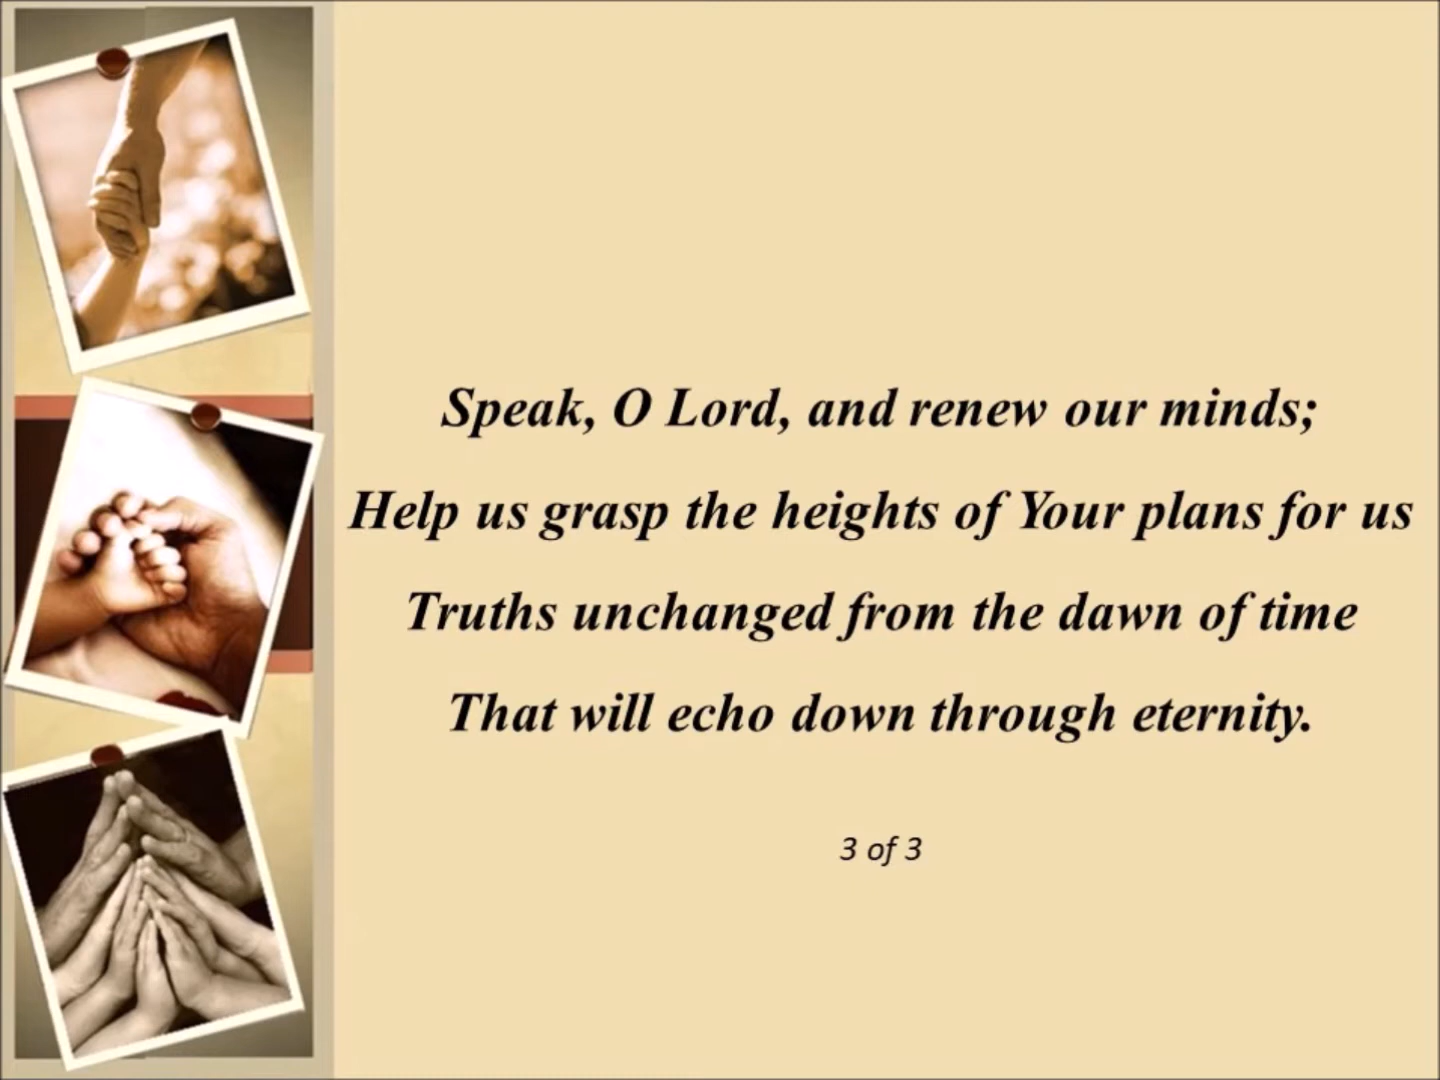 Speak, O Lord, and renew our minds;
Help us grasp the heights of Your plans for us
Truths unchanged from the dawn of time
That will echo down through eternity.
3 of 3